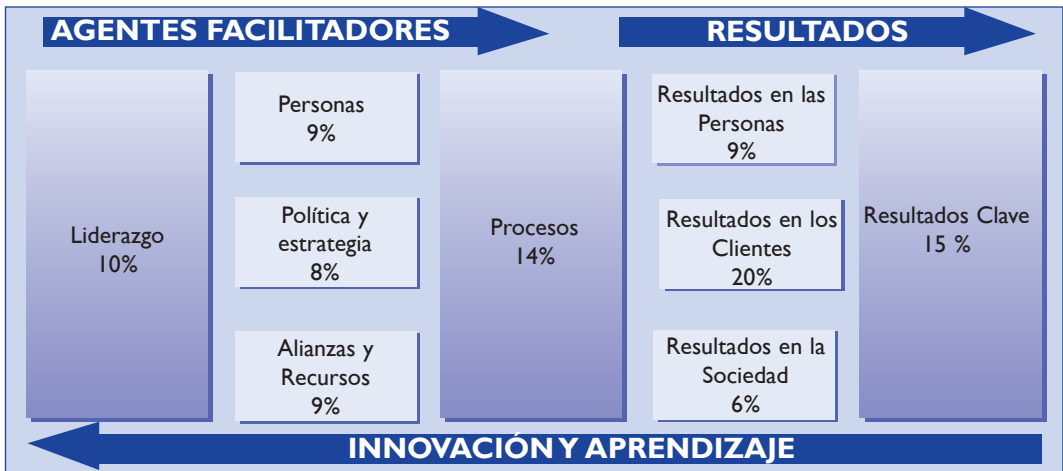 AGENTES FACILITADORES
RESULTADOS
Liderazgo
10%
Personas
9%
Política y
estrategia
8%
Alianzas y
Recursos
9%
Procesos
14%
Resultados en las
Personas
9%
Resultados en los
Clientes
20%
Resultados en la
Sociedad
6%
Resultados Clave
15 %
INNOVACIÓN Y APRENDIZAJE